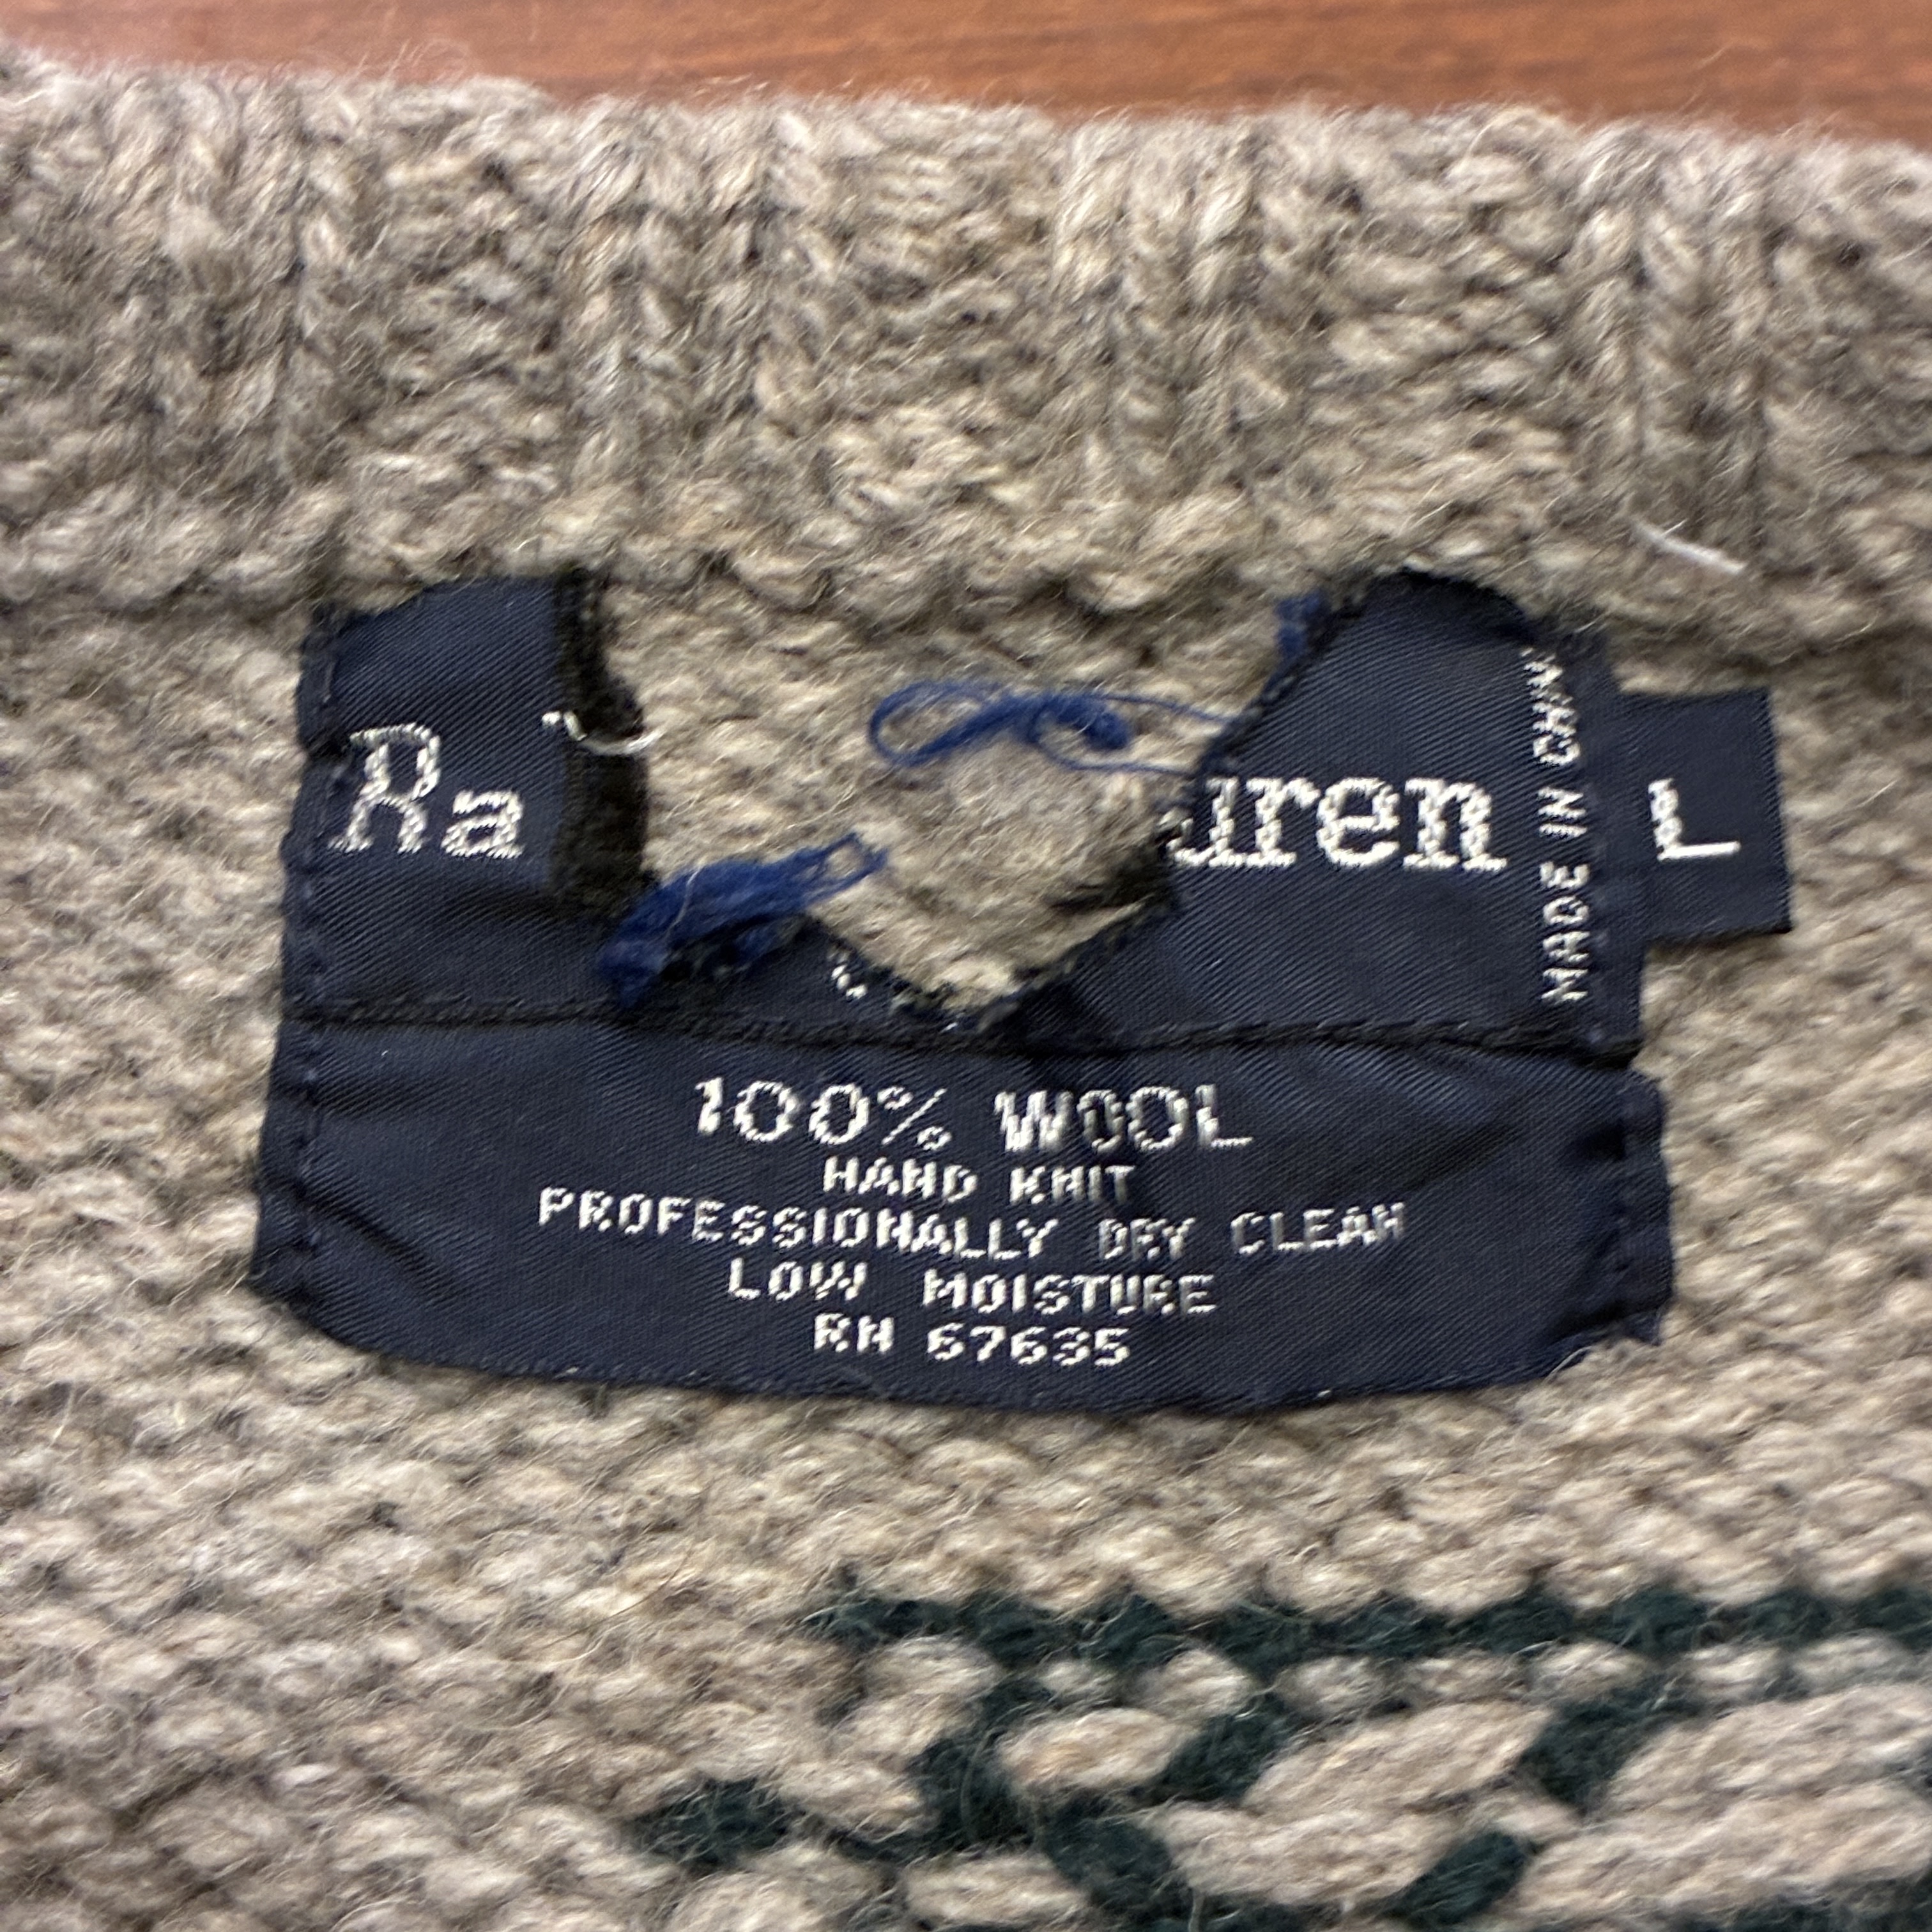 Ra
uren
MADE IN CHINA
L
100% WOOL
HAND KNIT
PROFESSIONALLY DRY CLEAN
LOW MOISTURE
RN 67635